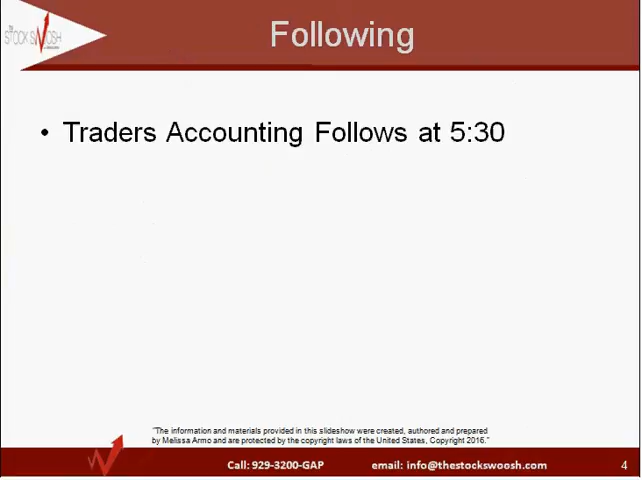 THE
STOCK SWOOSH
Following
• Traders Accounting Follows at 5:30
"The information and materials provided in this slideshow were created, authored and prepared
by Melissa Armo and are protected by the copyright laws of the United States, Copyright 2016."
Call: 929-3200-GAP email: info@thestockswoosh.com 4